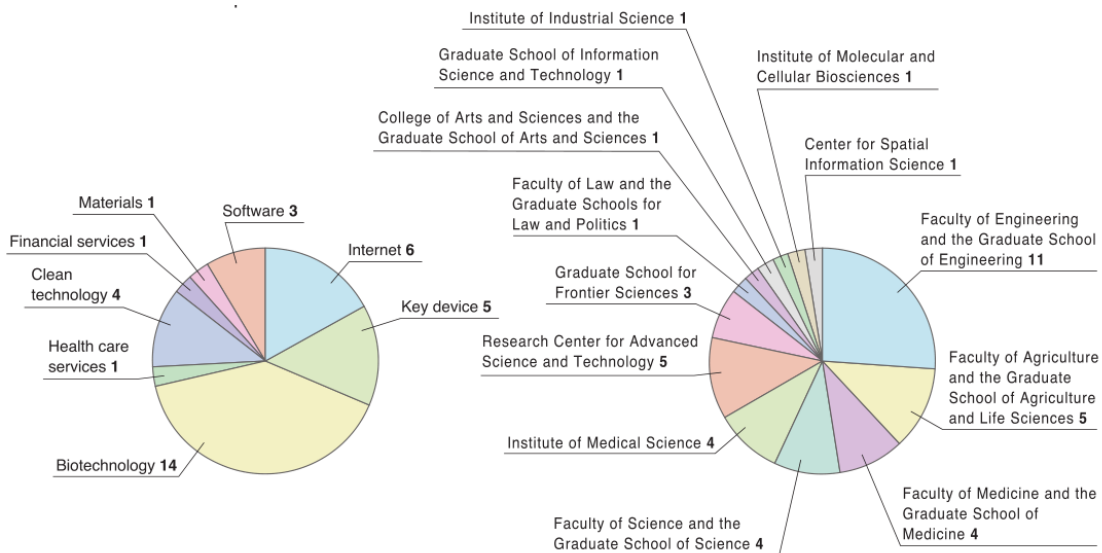 Materials 1
Software 3
Financial services 1
Internet 6
Clean
technology 4
Key device 5
Health care
services 1
Biotechnology 14
Institute of Industrial Science 1
Graduate School of Information
Science and Technology 1
Institute of Molecular and
Cellular Biosciences 1
College of Arts and Sciences and the
Graduate School of Arts and Sciences 1
Center for Spatial
Information Science 1
Faculty of Law and the
Graduate Schools for
Law and Politics 1
Faculty of Engineering
and the Graduate School
of Engineering 11
Graduate School for
Frontier Sciences 3
Research Center for Advanced
Science and Technology 5
Faculty of Agriculture
and the Graduate
School of Agriculture
and Life Sciences 5
Institute of Medical Science 4
Faculty of Medicine and the
Graduate School of
Medicine 4
Faculty of Science and the
Graduate School of Science 4